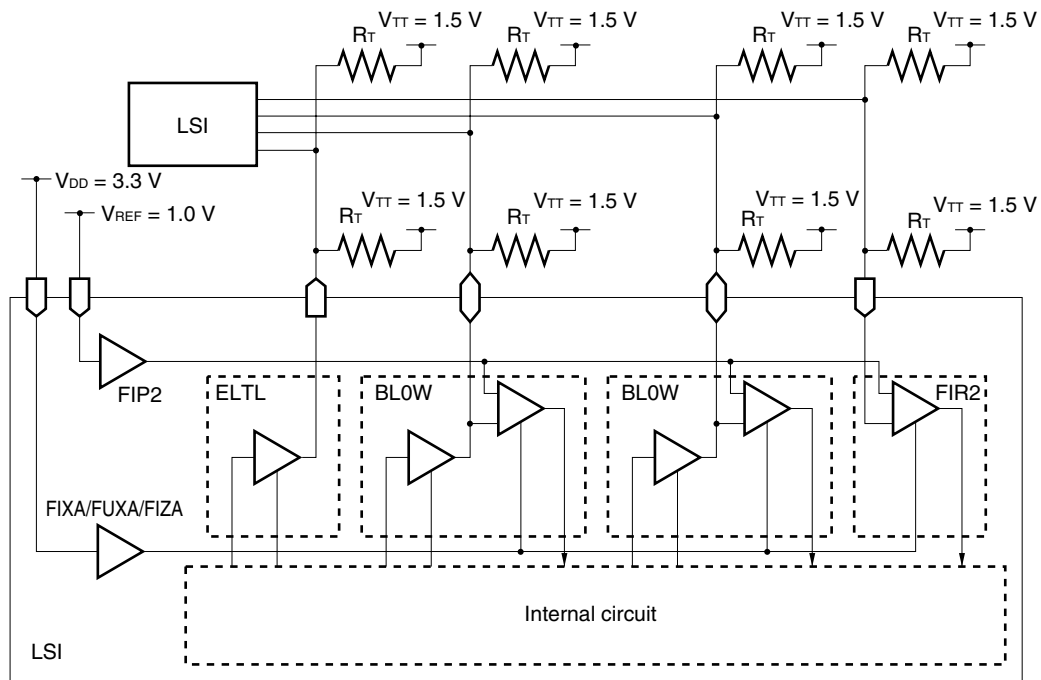 VTT = 1.5 V
VTT = 1.5 V
VTT = 1.5 V
VTT = 1.5 V
RT
RT
RT
RT
LSI
VDD = 3.3 V
VREF = 1.0 V
VTT = 1.5 V
VTT = 1.5 V
VTT = 1.5 V
VTT = 1.5 V
RT
RT
RT
RT
FIP2
ELTL
BL0W
BL0W
FIR2
FIXA/FUXA/FIZA
Internal circuit
LSI